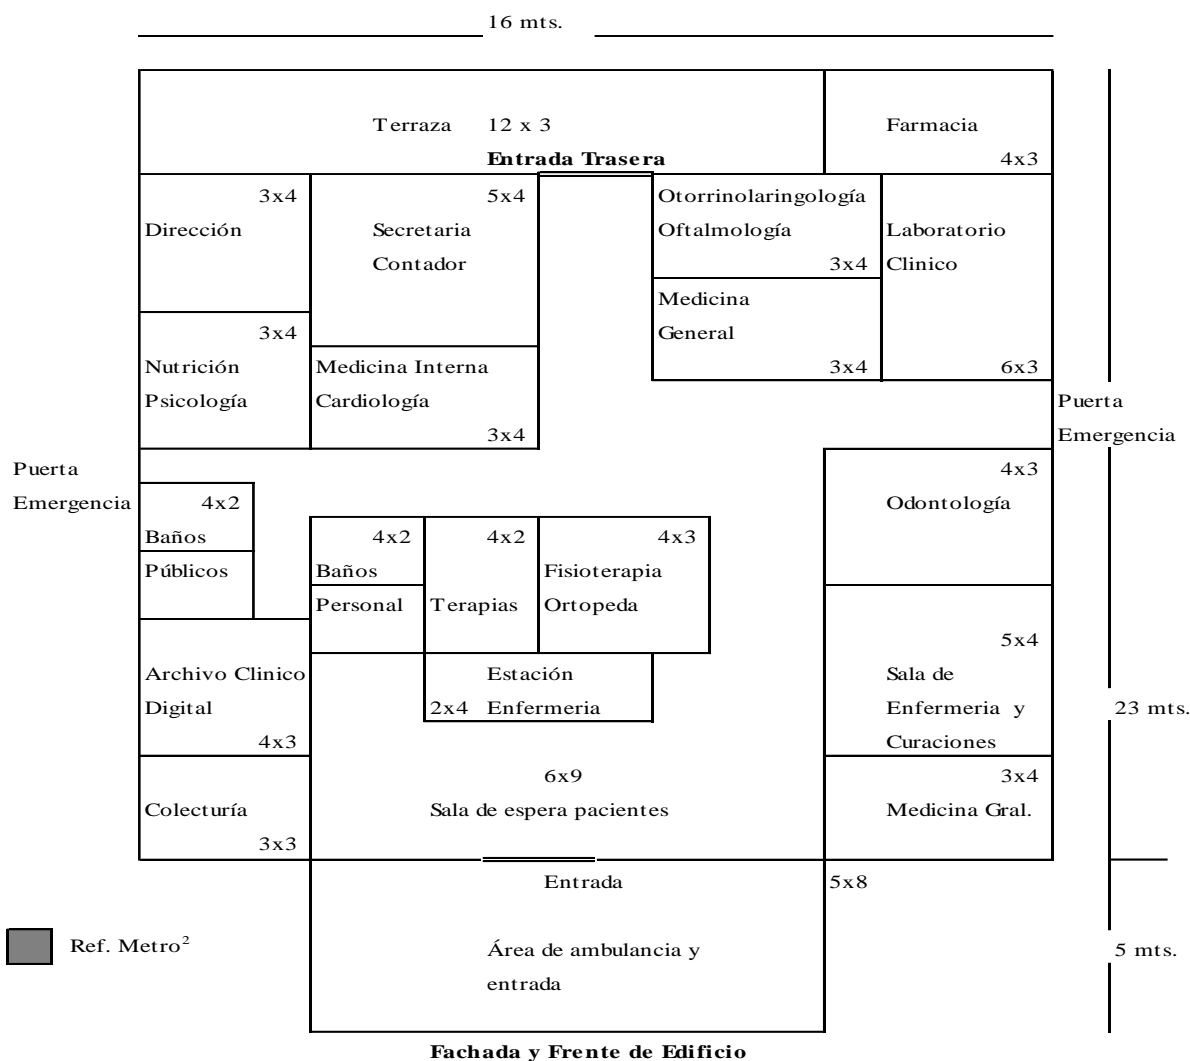 16 mts.
Terraza 12 x 3
Farmacia
Entrada Trasera
4x3
3x4
5x4
Otorrinolaringología
Dirección
Secretaria
Oftalmología
Laboratorio
Contador
3x4
Clinico
Medicina
3x4
General
Nutrición
Medicina Interna
3x4
6x3
Psicología
Cardiología
Puerta
3x4
Emergencia
Puerta
4x3
Emergencia
4x2
Odontología
Baños
4x2
4x2
4x3
Públicos
Baños
Fisioterapia
Personal
Terapias
Ortopeda
5x4
Archivo Clinico
Estación
Sala de
Digital
2x4 Enfermeria
Enfermeria y
23 mts.
4x3
Curaciones
6x9
3x4
Colecturía
Sala de espera pacientes
Medicina Gral.
3x3
Entrada
5x8
Ref. Metro²
Área de ambulancia y
5 mts.
entrada
Fachada y Frente de Edificio